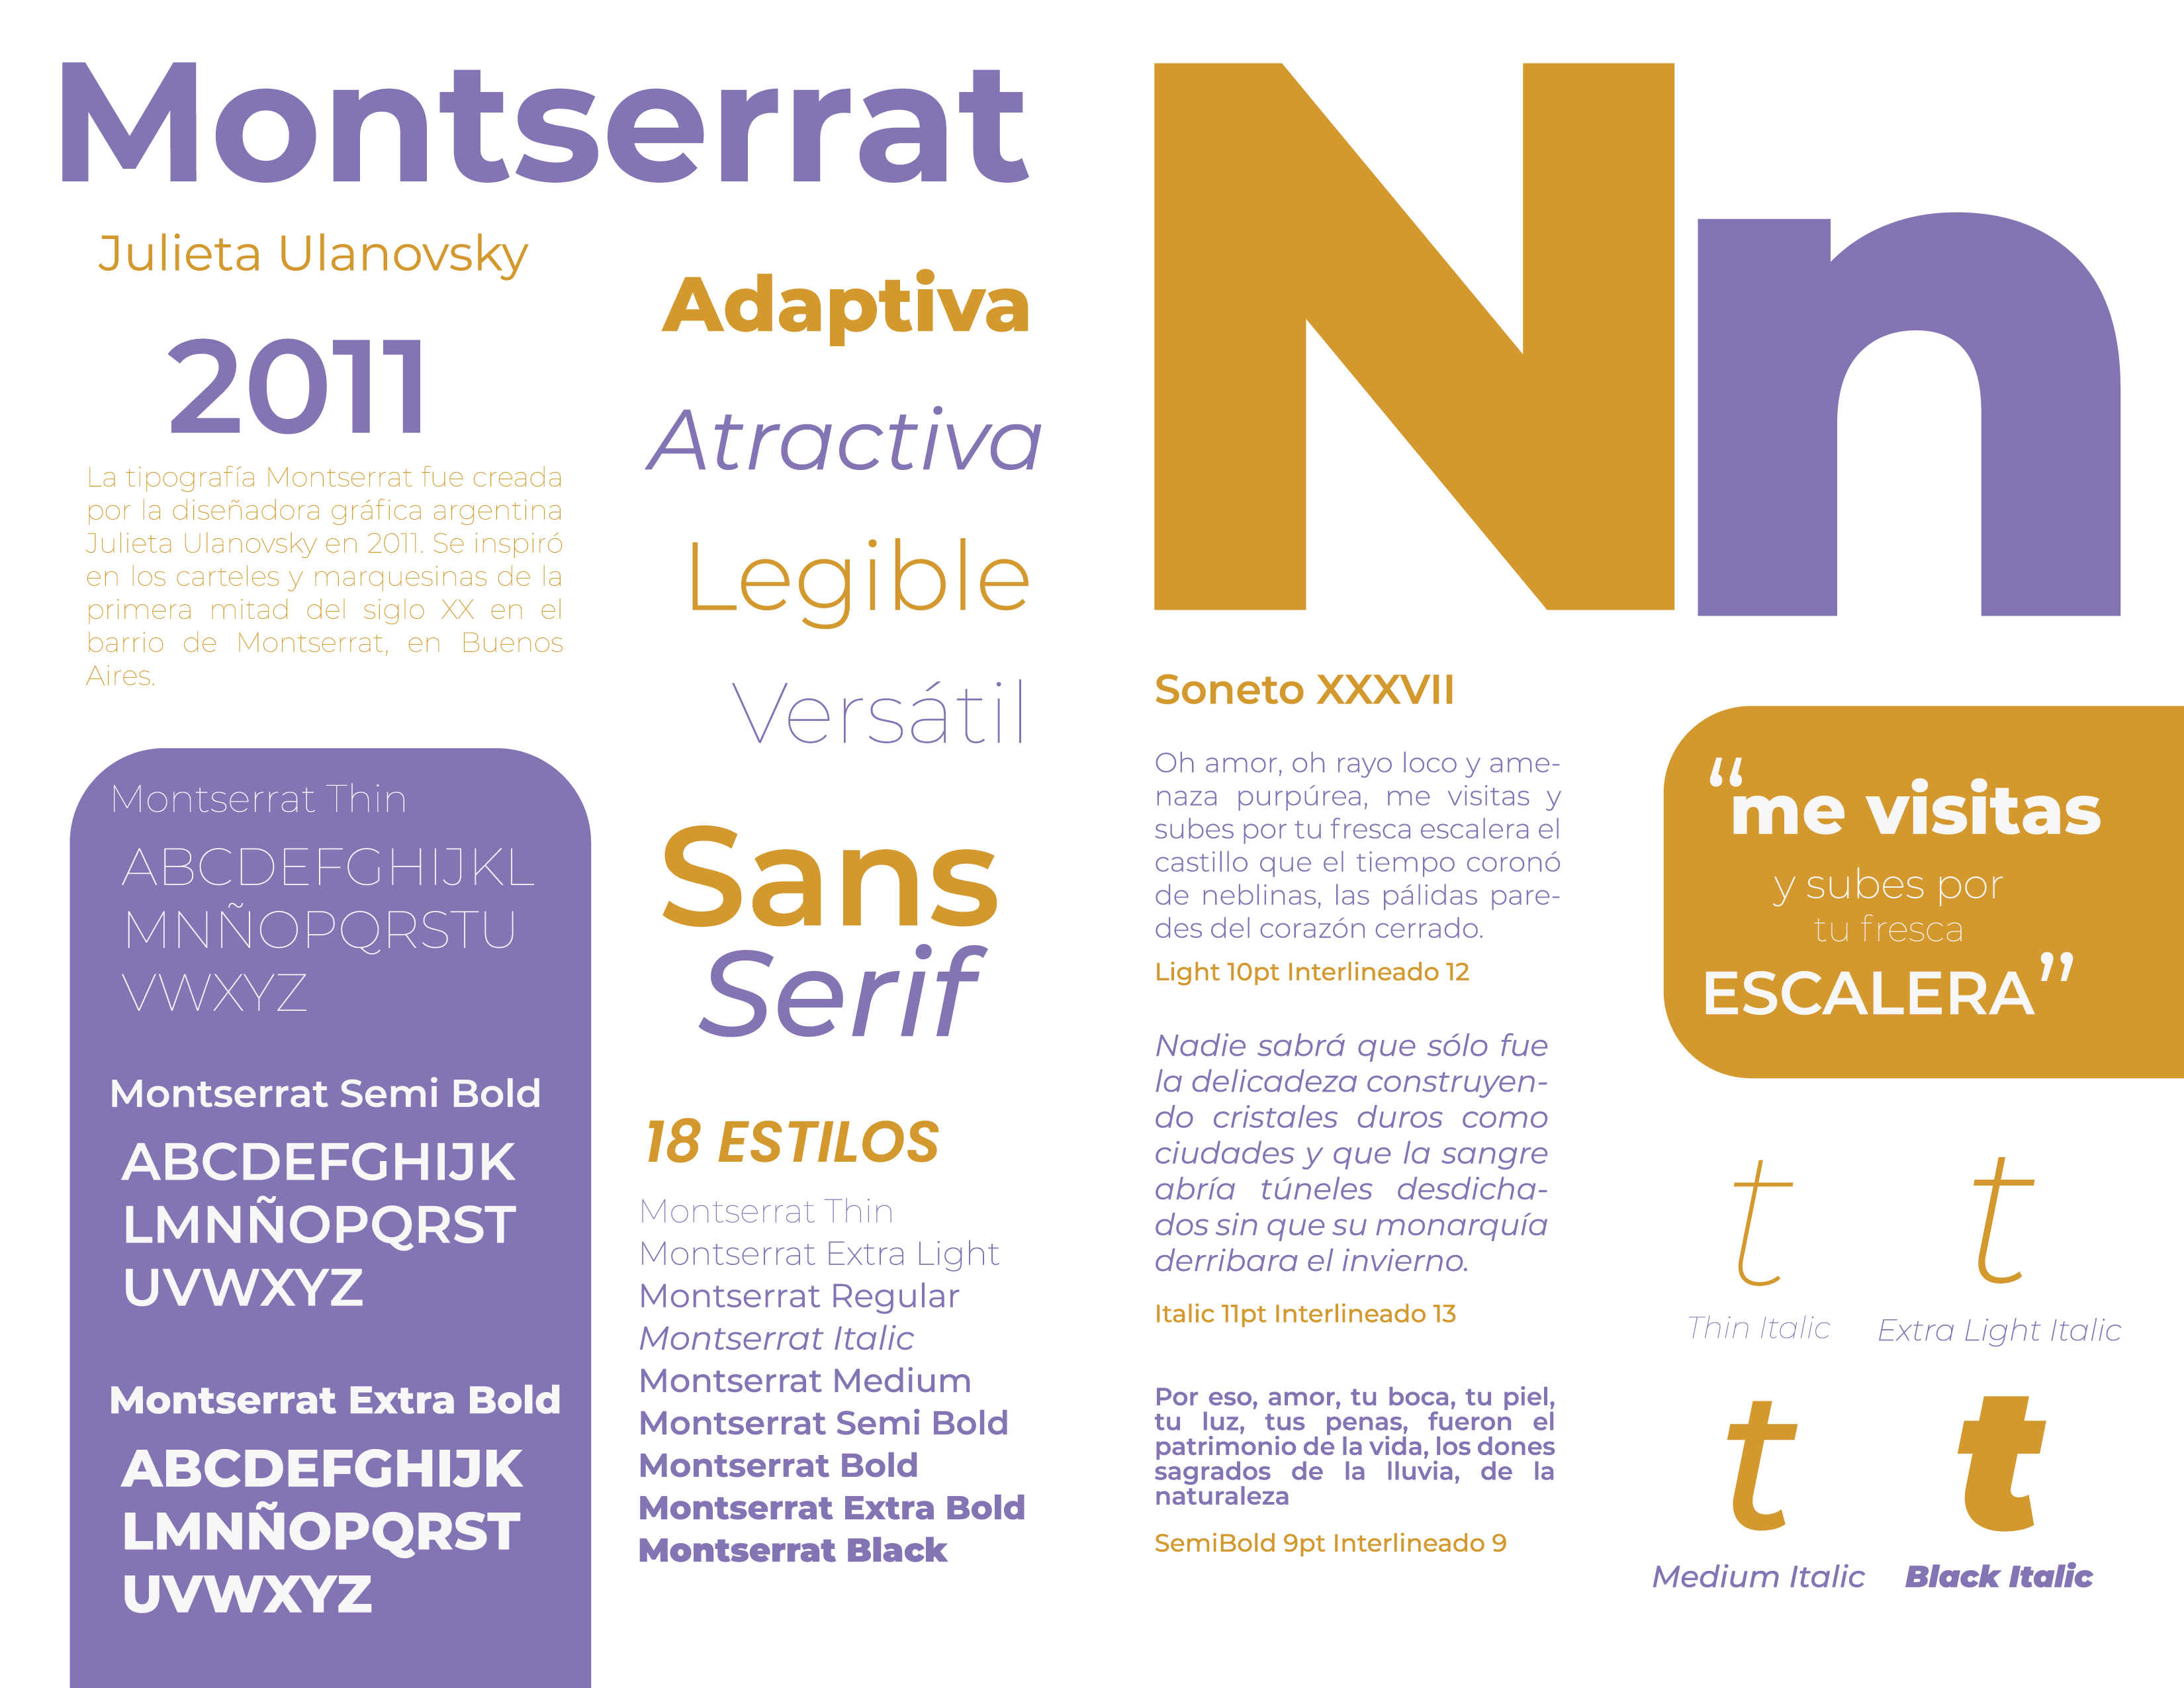 Montserrat
Julieta Ulanovsky
2011
La tipografía Montserrat fue creada
por la diseñadora gráfica argentina
Julieta Ulanovsky en 2011. Se inspiró
en los carteles y marquesinas de la
primera mitad del siglo XX en el
barrio de Montserrat, en Buenos
Aires.
Montserrat Thin
ABCDEFGHIJKL
MNÑOPQRSTU
VWXYZ
Montserrat Semi Bold
ABCDEFGHIJK
LMNÑOPQRST
UVWXYZ
Montserrat Extra Bold
ABCDEFGHIJK
LMNÑOPQRST
UVWXYZ
Adaptiva
Atractiva
Legible
Versátil
Sans
Serif
18 ESTILOS
Montserrat Thin
Montserrat Extra Light
Montserrat Regular
Montserrat Italic
Montserrat Medium
Montserrat Semi Bold
Montserrat Bold
Montserrat Extra Bold
Montserrat Black
Nn
Soneto XXXVII
Oh amor, oh rayo loco y ame-
naza purpúrea, me visitas y
subes por tu fresca escalera el
castillo que el tiempo coronó
de neblinas, las pálidas pare-
des del corazón cerrado.
Light 10pt Interlineado 12
Nadie sabrá que sólo fue
la delicadeza construyen-
do cristales duros como
ciudades y que la sangre
abría túneles desdicha-
dos sin que su monarquía
derribara el invierno.
Italic 11pt Interlineado 13
Por eso, amor, tu boca, tu piel,
tu luz, tus penas, fueron el
patrimonio de la vida, los dones
sagrados de la lluvia, de la
naturaleza
SemiBold 9pt Interlineado 9
“me visitas
y subes por
tu fresca
ESCALERA”
t t
Thin Italic Extra Light Italic
t t
Medium Italic Black Italic